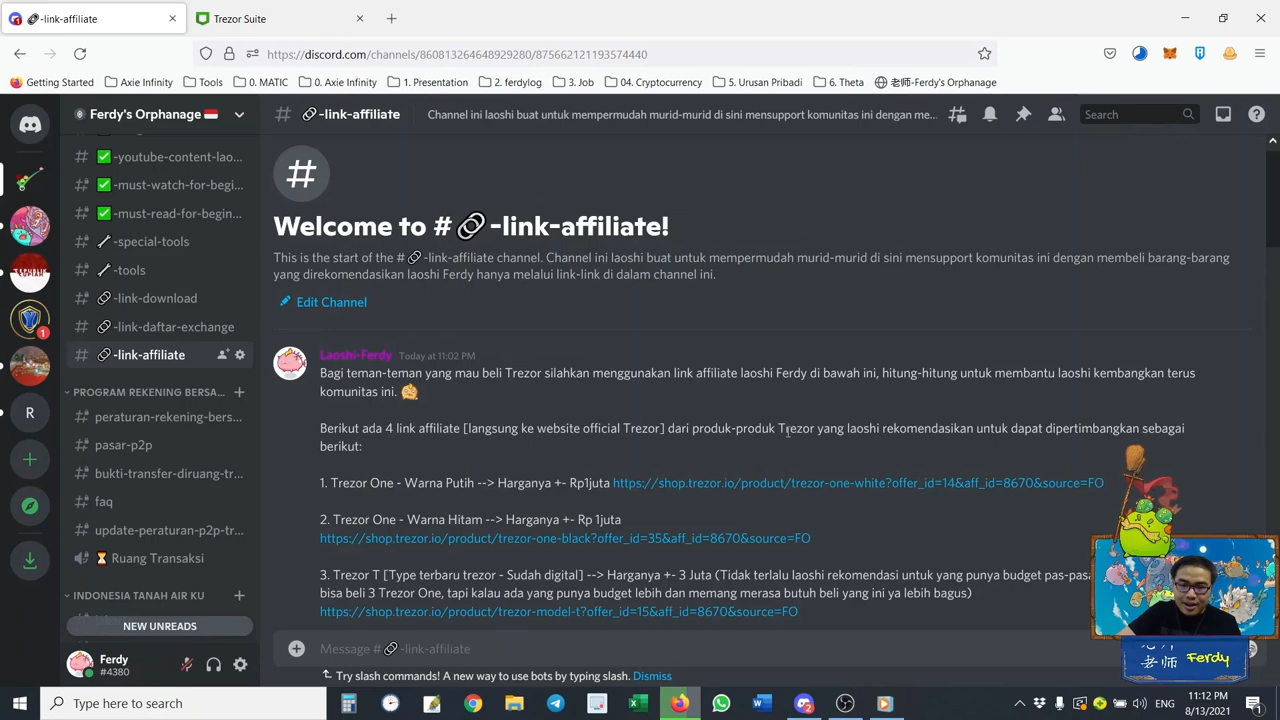 -link-affiliate
Trezor Suite
https://discord.com/channels/860813264648929280/875662121193574440
Getting Started
Axie Infinity
Tools
0. MATIC
0. Axie Infinity
1. Presentation
2. ferdylog
3. Job
04. Cryptocurrency
5. Urusan Pribadi
6. Theta
老师-Ferdy's Orphanage
Ferdy's Orphanage
-link-affiliate
Channel ini laoshi buat untuk mempermudah murid-murid di sini mensupport komunitas ini dengan me...
Search
-youtube-content-lao...
-must-watch-for-begi...
-must-read-for-begin...
-special-tools
-tools
-link-download
-link-daftar-exchange
-link-affiliate
PROGRAM REKENING BERSA...
peraturan-rekening-bers...
pasar-p2p
bukti-transfer-diruang-t...
faq
update-peraturan-p2p-tr...
Ruang Transaksi
INDONESIA TANAH AIR KU
NEW UNREADS
Ferdy
#4380
1
Welcome to # -link-affiliate!
This is the start of the # -link-affiliate channel. Channel ini laoshi buat untuk mempermudah murid-murid di sini mensupport komunitas ini dengan membeli barang-barang
yang direkomendasikan laoshi Ferdy hanya melalui link-link di dalam channel ini.
Edit Channel
Laoshi-Ferdy Today at 11:02 PM
Bagi teman-teman yang mau beli Trezor silahkan menggunakan link affiliate laoshi Ferdy di bawah ini, hitung-hitung untuk membantu laoshi kembangkan terus
komunitas ini.
Berikut ada 4 link affiliate [langsung ke website official Trezor] dari produk-produk Trezor yang laoshi rekomendasikan untuk dapat dipertimbangkan sebagai
berikut:
1. Trezor One - Warna Putih --> Harganya +- Rp1juta https://shop.trezor.io/product/trezor-one-white?offer_id=14&aff_id=8670&source=FO
2. Trezor One - Warna Hitam --> Harganya +- Rp 1juta
https://shop.trezor.io/product/trezor-one-black?offer_id=35&aff_id=8670&source=FO
3. Trezor T [Type terbaru trezor - Sudah digital] --> Harganya +- 3 Juta (Tidak terlalu laoshi rekomendasi untuk yang punya budget pas-pasa
bisa beli 3 Trezor One, tapi kalau ada yang punya budget lebih dan memang merasa butuh beli yang ini ya lebih bagus)
https://shop.trezor.io/product/trezor-model-t?offer_id=15&aff_id=8670&source=FO
Message # -link-affiliate
Try slash commands! A new way to use bots by typing slash. Dismiss
老师 Ferdy
R
Type here to search
ENG
11:12 PM
8/13/2021
1